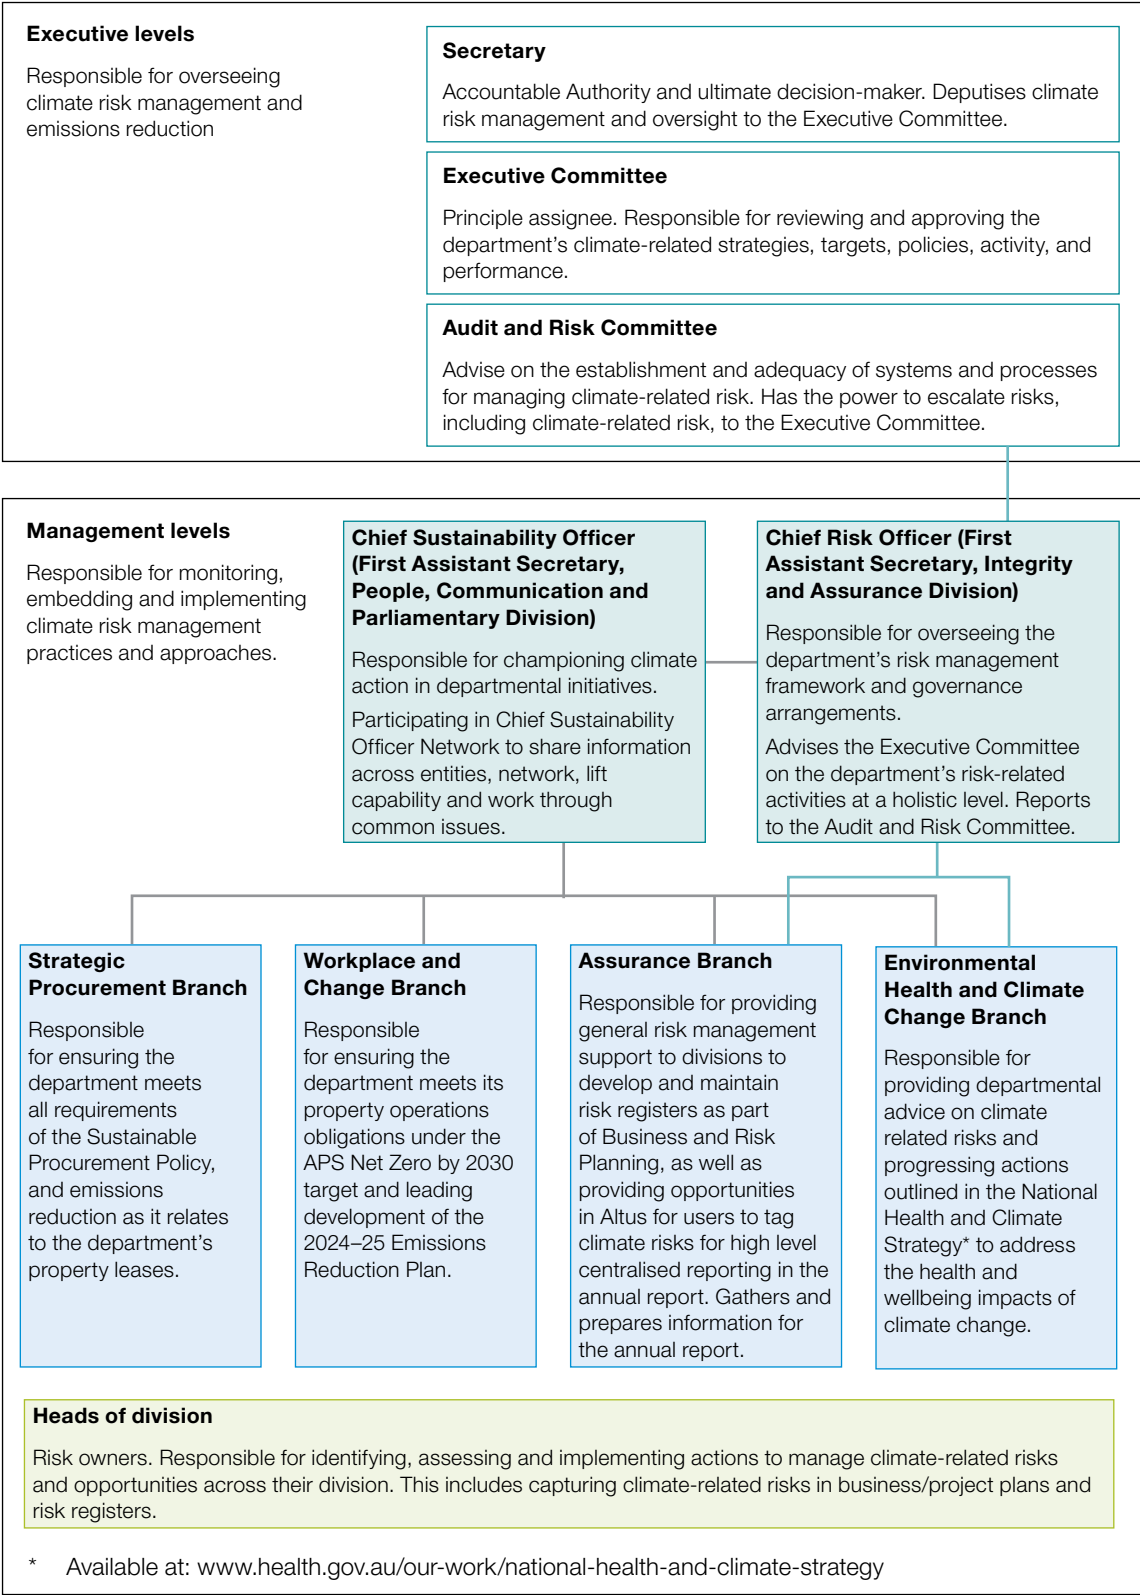 Executive levels
Responsible for overseeing
climate risk management and
emissions reduction
Secretary
Accountable Authority and ultimate decision-maker. Deputises climate
risk management and oversight to the Executive Committee.
Executive Committee
Principle assignee. Responsible for reviewing and approving the
department’s climate-related strategies, targets, policies, activity, and
performance.
Audit and Risk Committee
Advise on the establishment and adequacy of systems and processes
for managing climate-related risk. Has the power to escalate risks,
including climate-related risk, to the Executive Committee.
Management levels
Responsible for monitoring,
embedding and implementing
climate risk management
practices and approaches.
Chief Sustainability Officer
(First Assistant Secretary,
People, Communication and
Parliamentary Division)
Responsible for championing climate
action in departmental initiatives.
Participating in Chief Sustainability
Officer Network to share information
across entities, network, lift
capability and work through
common issues.
Chief Risk Officer (First
Assistant Secretary, Integrity
and Assurance Division)
Responsible for overseeing the
department’s risk management
framework and governance
arrangements.
Advises the Executive Committee
on the department’s risk-related
activities at a holistic level. Reports
to the Audit and Risk Committee.
Strategic
Procurement Branch
Responsible
for ensuring the
department meets
all requirements
of the Sustainable
Procurement Policy,
and emissions
reduction as it relates
to the department’s
property leases.
Workplace and
Change Branch
Responsible
for ensuring the
department meets its
property operations
obligations under the
APS Net Zero by 2030
target and leading
development of the
2024–25 Emissions
Reduction Plan.
Assurance Branch
Responsible for providing
general risk management
support to divisions to
develop and maintain
risk registers as part
of Business and Risk
Planning, as well as
providing opportunities
in Altus for users to tag
climate risks for high level
centralised reporting in the
annual report. Gathers and
prepares information for
the annual report.
Environmental
Health and Climate
Change Branch
Responsible for
providing departmental
advice on climate
related risks and
progressing actions
outlined in the National
Health and Climate
Strategy* to address
the health and
wellbeing impacts of
climate change.
Heads of division
Risk owners. Responsible for identifying, assessing and implementing actions to manage climate-related risks
and opportunities across their division. This includes capturing climate-related risks in business/project plans and
risk registers.
* Available at: www.health.gov.au/our-work/national-health-and-climate-strategy